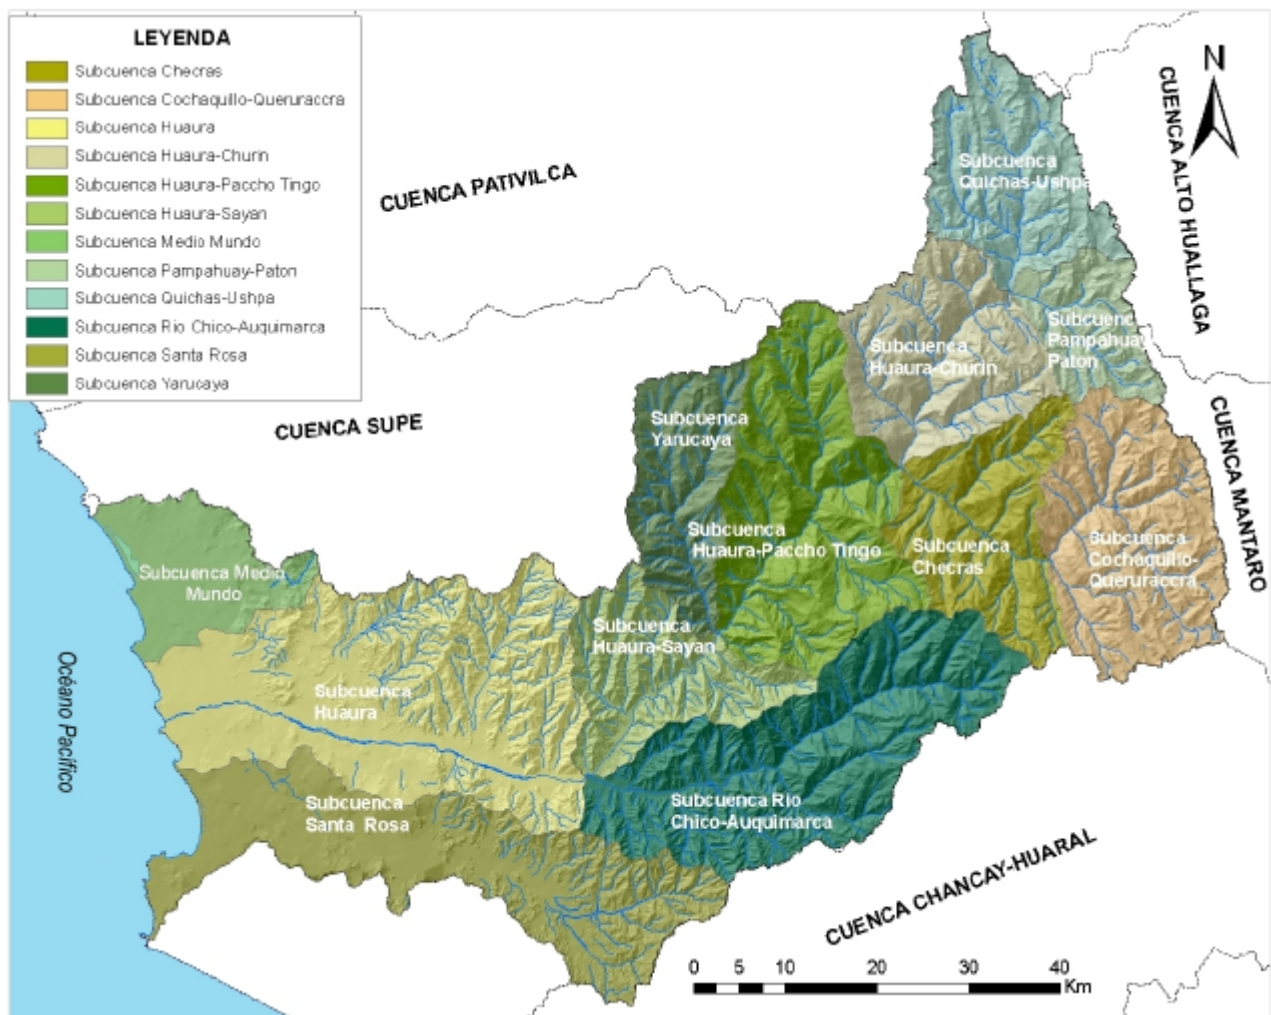 LEYENDA
Subcuenca Checras
Subcuenca Cochaquillo-Queruraccra
Subcuenca Huaura
Subcuenca Huaura-Churin
Subcuenca Huaura-Paccho Tingo
Subcuenca Huaura-Sayan
Subcuenca Medio Mundo
Subcuenca Pampahuay-Paton
Subcuenca Quichas-Ushpa
Subcuenca Rio Chico-Auquimarca
Subcuenca Santa Rosa
Subcuenca Yarucaya
N
CUENCA ALTO HUALLAGA
CUENCA PATIVILCA
Subcuenca
Quichas-Ushpa
Subcuenc
Pampahuay
Paton
Subcuenca
Huaura-Churin
CUENCA SUPE
Subcuenca
Yarucaya
CUENCA MANTARO
Subcuenca
Huaura-Paccho Tingo
Subcuenca
Checras
Subcuenca
Cochaquillo-
Queruraccra
Subcuenca Medio
Mundo
Subcuenca
Huaura-Sayan
Océano Pacífico
Subcuenca
Huaura
Subcuenca
Santa Rosa
Subcuenca Rio
Chico-Auquimarca
CUENCA CHANCAY-HUARAL
0 5 10 20 30 40
Km